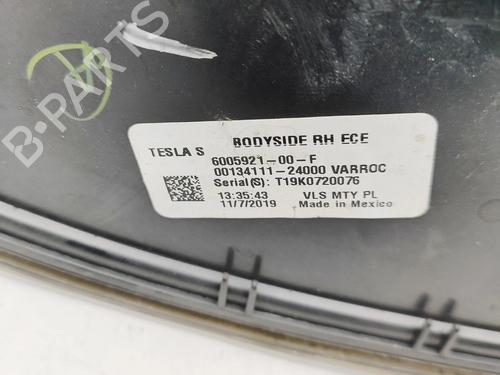 B-PARTS
BODYSIDE RH ECE
TESLA S
6005921-00-F
00134111-24000 VARROC
Serial(S): T19K0720076
13:35:43 VLS MTY PL
11/7/2019 Made in Mexico